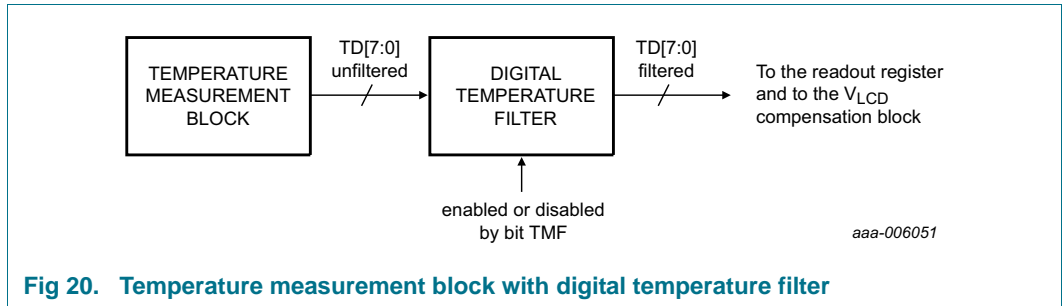 TEMPERATURE
MEASUREMENT
BLOCK
TD[7:0]
unfiltered
DIGITAL
TEMPERATURE
FILTER
TD[7:0]
filtered
To the readout register
and to the VLCD
compensation block
enabled or disabled
by bit TMF
aaa-006051
Fig 20. Temperature measurement block with digital temperature filter